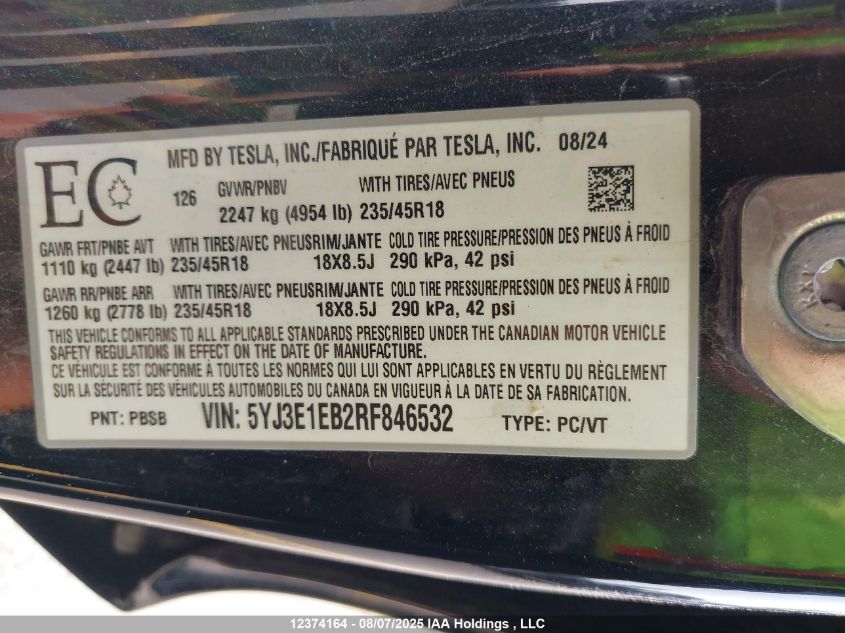 MFD BY TESLA, INC./FABRIQUÉ PAR TESLA, INC. 08/24
EC
126
GVWR/PNBV WITH TIRES/AVEC PNEUS
2247 kg (4954 lb) 235/45R18
GAWR FRT/PNBE AVT WITH TIRES/AVEC PNEUS RIM/JANTE COLD TIRE PRESSURE/PRESSION DES PNEUS À FROID
1110 kg (2447 lb) 235/45R18 18X8.5J 290 kPa, 42 psi
GAWR RR/PNBE ARR WITH TIRES/AVEC PNEUS RIM/JANTE COLD TIRE PRESSURE/PRESSION DES PNEUS À FROID
1260 kg (2778 lb) 235/45R18 18X8.5J 290 kPa, 42 psi
THIS VEHICLE CONFORMS TO ALL APPLICABLE STANDARDS PRESCRIBED UNDER THE CANADIAN MOTOR VEHICLE
SAFETY REGULATIONS IN EFFECT ON THE DATE OF MANUFACTURE.
CE VÉHICULE EST CONFORME À TOUTES LES NORMES QUI LUI SONT APPLICABLES EN VERTU DU RÈGLEMENT
SUR LA SÉCURITÉ DES VÉHICULES AUTOMOBILES DU CANADA EN VIGUEUR À LA DATE DE SA FABRICATION.
PNT: PBSB VIN: 5YJ3E1EB2RF846532 TYPE: PC/VT
12374164 - 08/07/2025 IAA Holdings , LLC